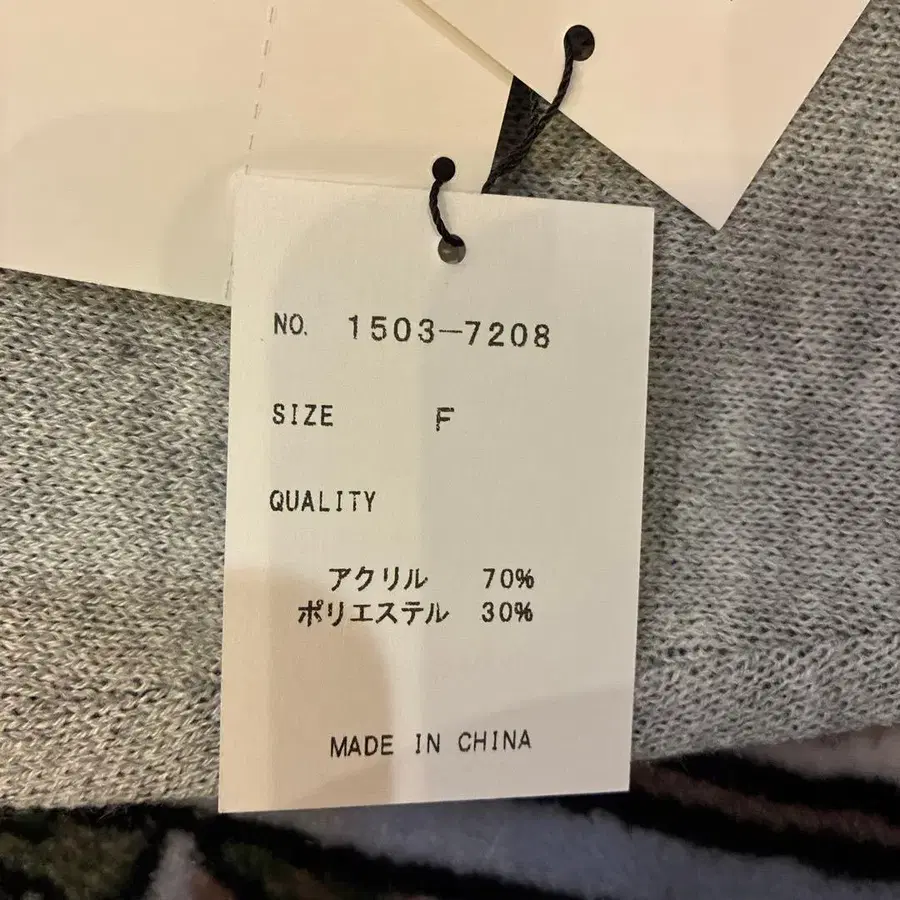 NO. 1503-7208
SIZE F
QUALITY
アクリル 70%
ポリエステル 30%
MADE IN CHINA